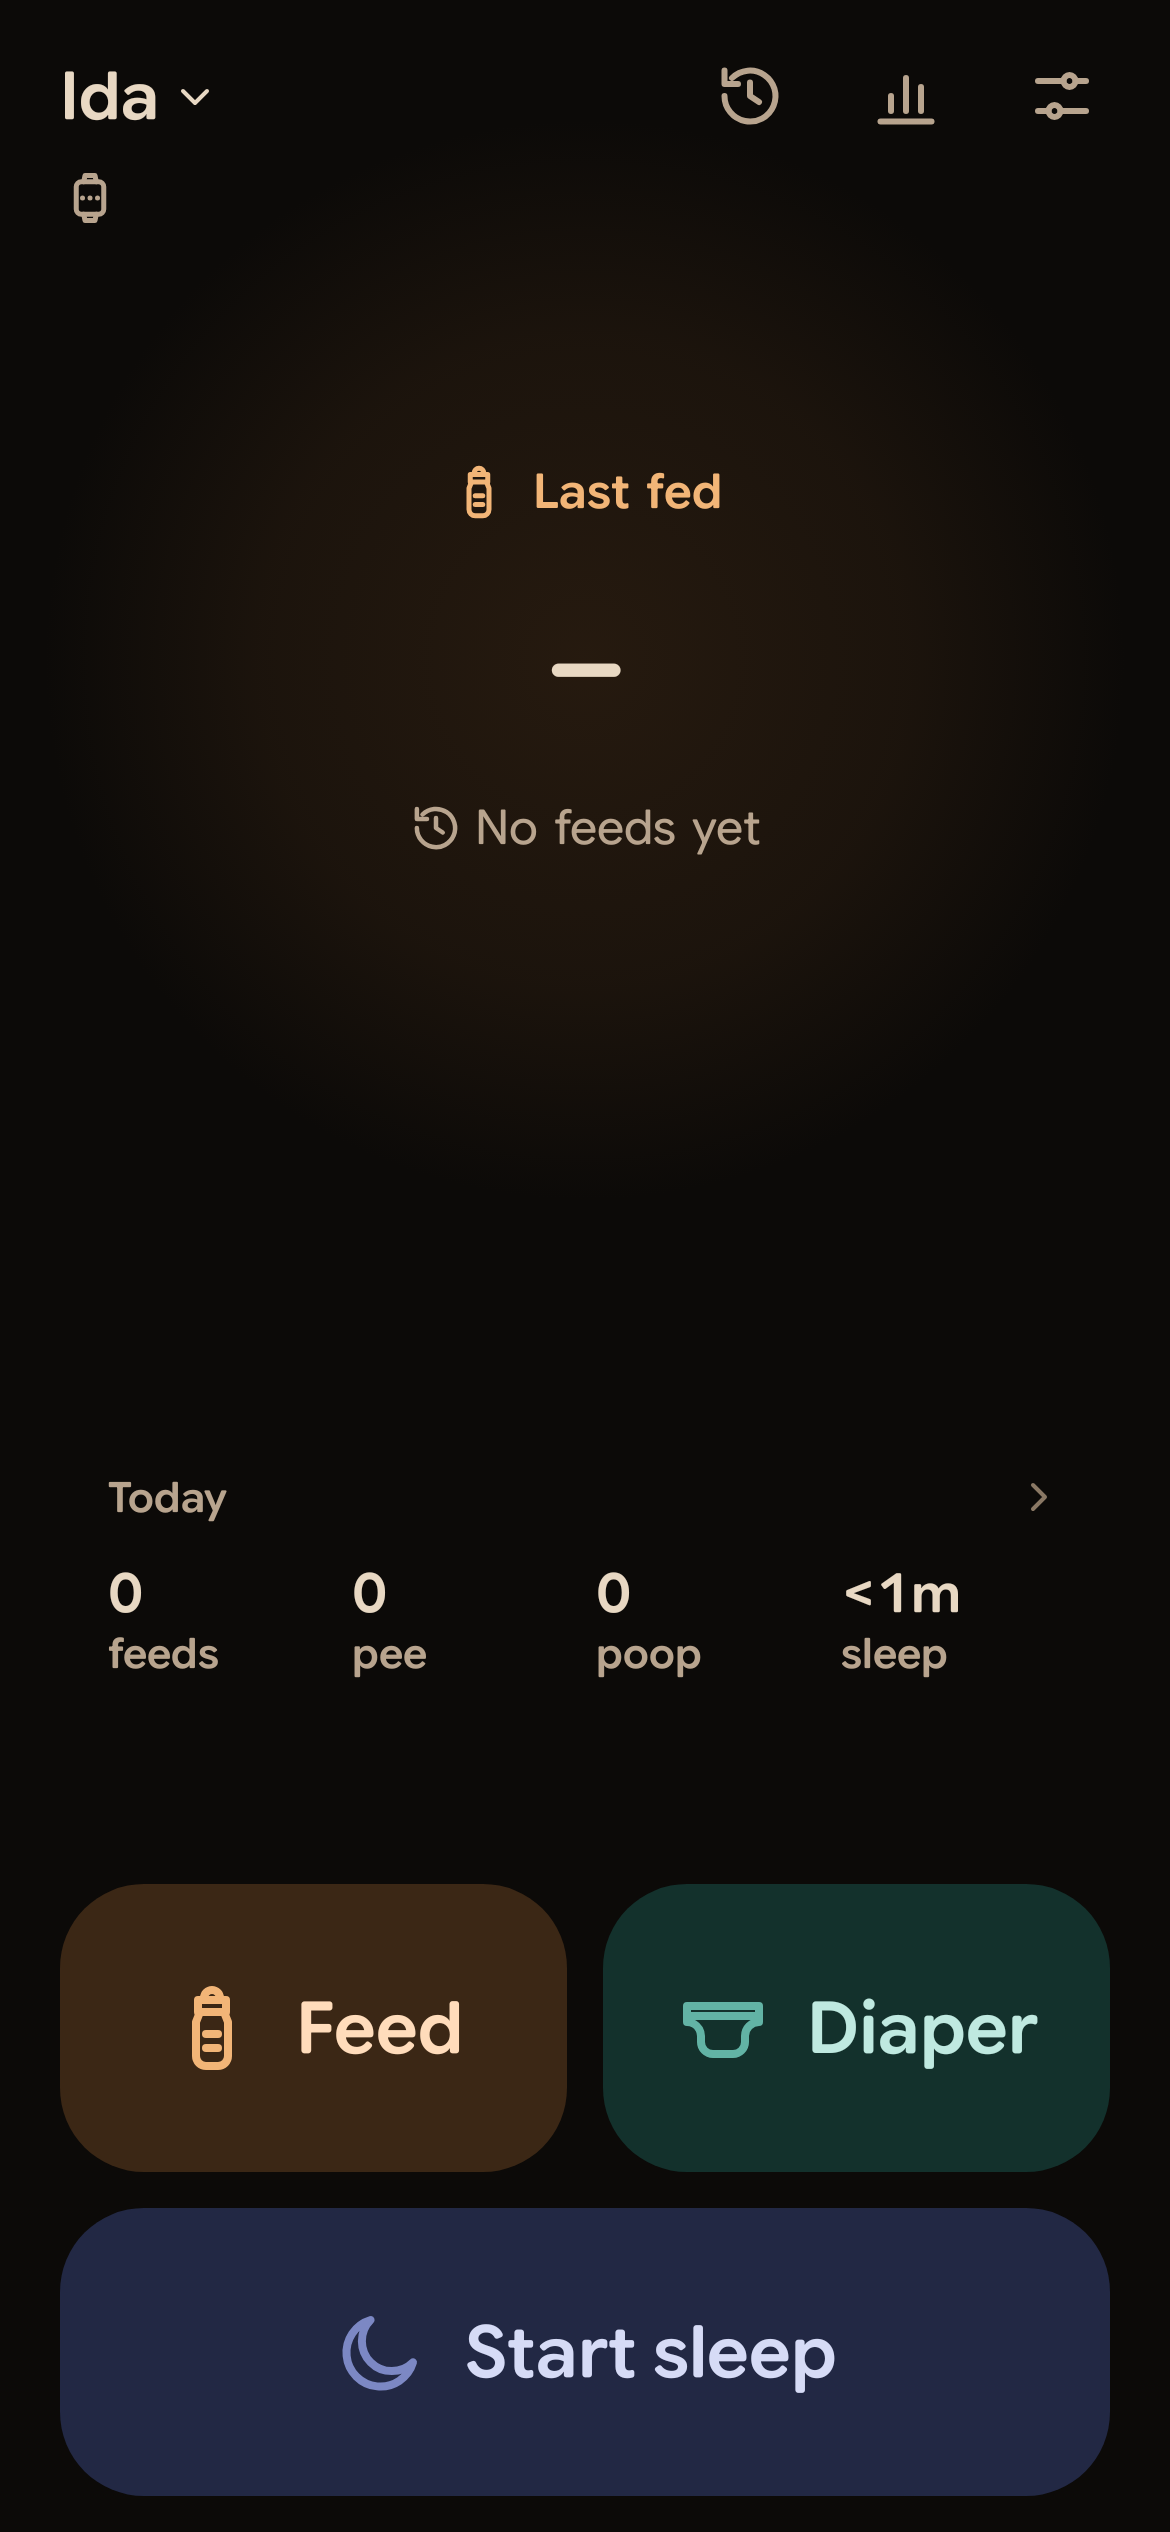 Ida
Last fed
–
No feeds yet
Today
0 0 0 <1m
feeds pee poop sleep
Feed Diaper
Start sleep